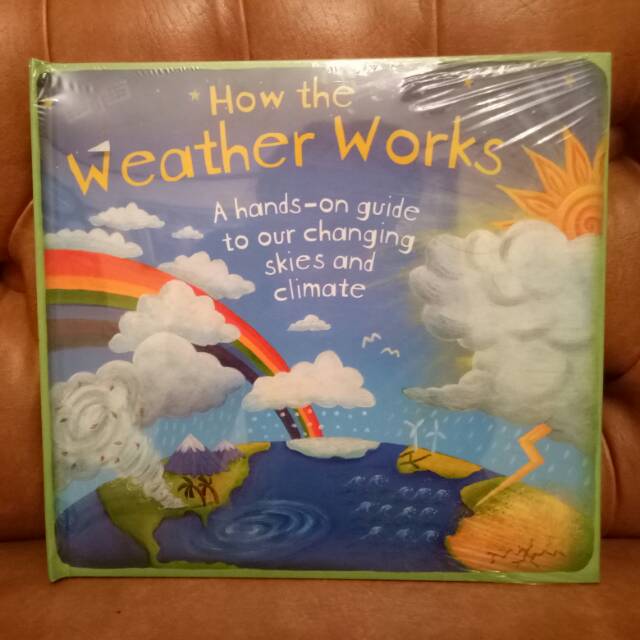 How the
Weather Works
A hands-on guide
to our changing
skies and
climate